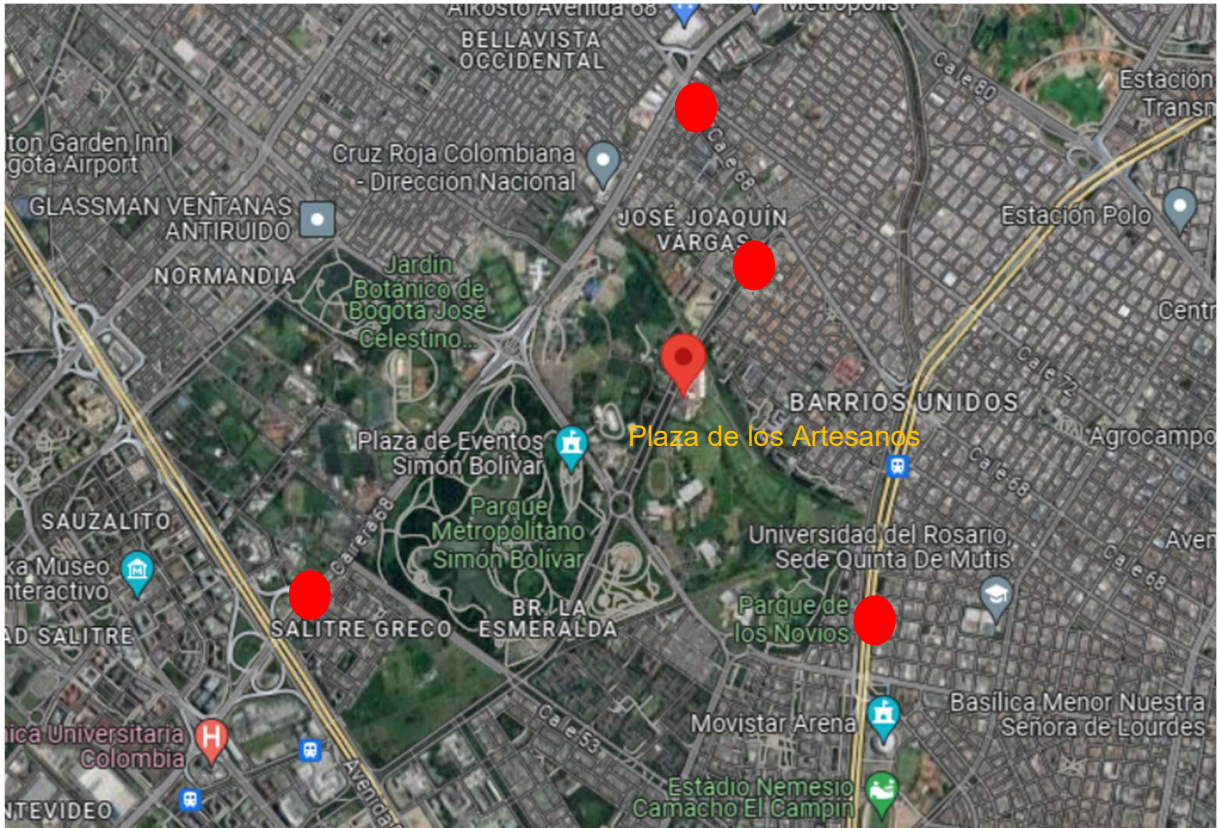 Alkosto Avenida 68
Metropolis
BELLAVISTA
OCCIDENTAL
Calle 80
Estación
Transm
ton Garden Inn
gotá Airport
Cruz Roja Colombiana
- Dirección Nacional
Calle 68
GLASSMAN VENTANAS
ANTIRUIDO
JOSÉ JOAQUÍN
VÁRGAS
Estación Polo
NORMANDIA
Jardín
Botánico de
Bogotá José
Celestino...
Centr
Calle 72
BARRIOS UNIDOS
Plaza de los Artesanos
Agrocampo
Plaza de Eventos
Simón Bolívar
Calle 68
Parque
Metropolitano
Simón Bolívar
Carrera 68
SAUZALITO
Universidad del Rosario,
Sede Quinta De Mutis
Aven
ka Museo
nteractivo
Calle 68
Parque de
los Novios
BR. LA
ESMERALDA
SALITRE GRECO
AD SALITRE
Basílica Menor Nuestra
Señora de Lourdes
Movistar Arena
Calle 53
nica Universitaria
Colombia
H
Avenida
Estadio Nemesio
Camacho El Campín
NTEVIDEO